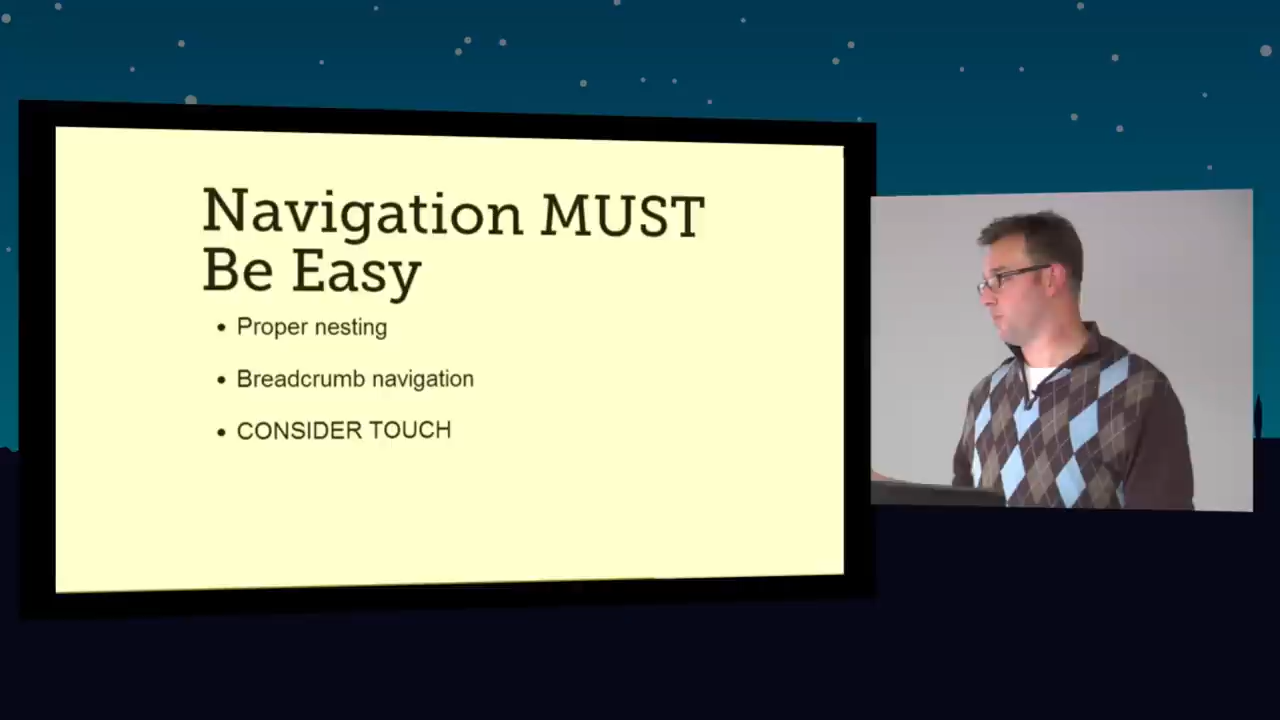 Navigation MUST
Be Easy
• Proper nesting
• Breadcrumb navigation
• CONSIDER TOUCH